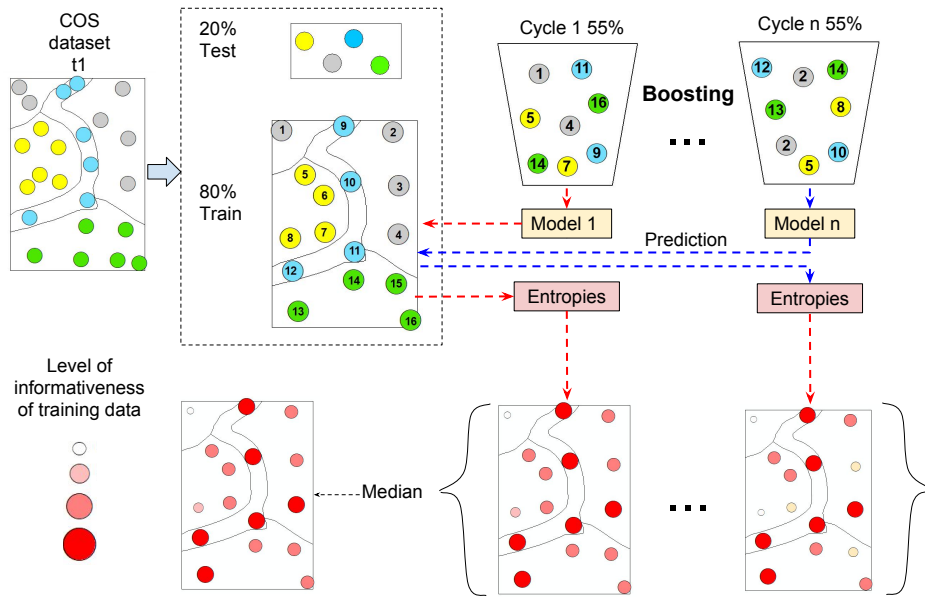 COS
dataset
t1
20%
Test
80%
Train
1
9
2
5
10
3
6
8
7
4
11
12
14
15
13
16
Cycle 1 55%
1
11
16
5
4
9
14
7
Boosting
...
Cycle n 55%
12
2
14
13
8
2
10
5
Model 1
Model n
Prediction
Entropies
Entropies
Level of
informativeness
of training data
Median
...